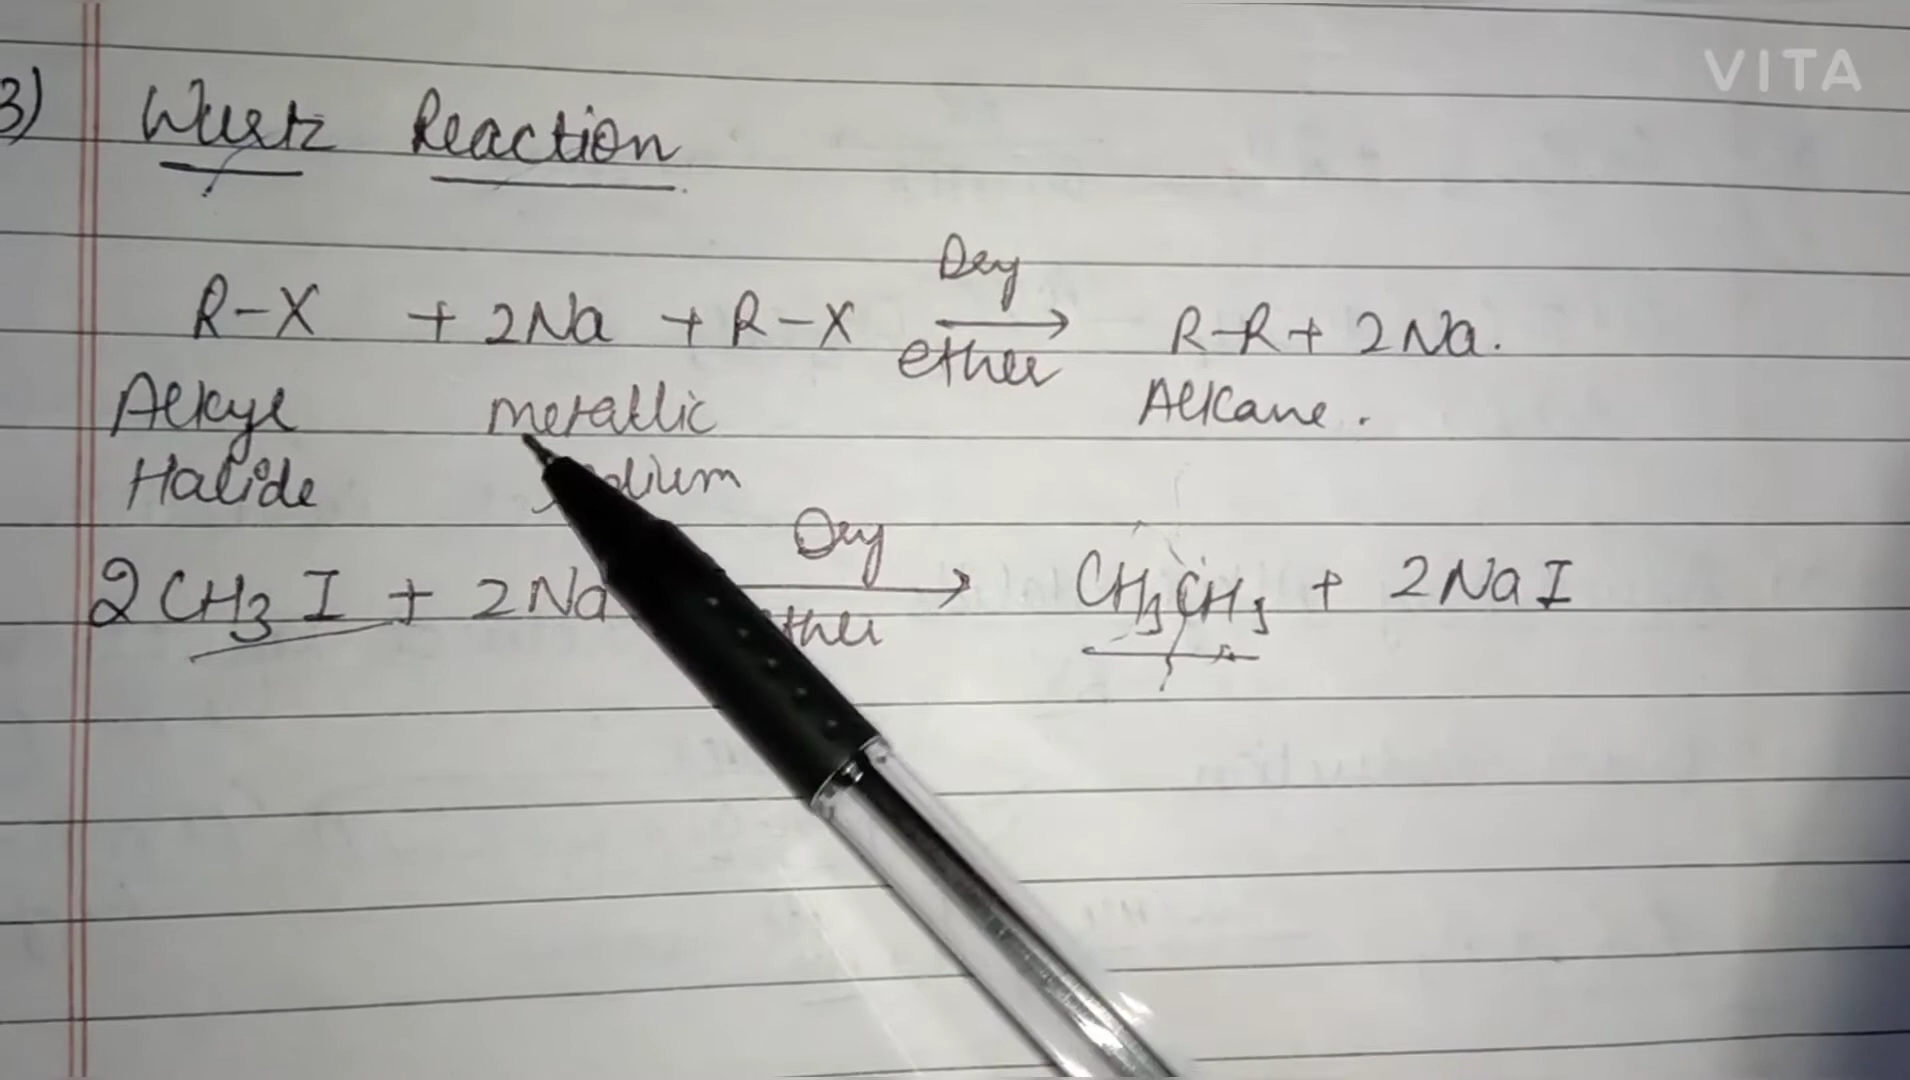 VITA
3) Wurtz Reaction
R-X + 2Na + R-X Dry ether → R-R + 2Na.
Alkyl metallic Alkane.
Halide
2CH3I + 2Na Dry → CH3CH3 + 2NaI